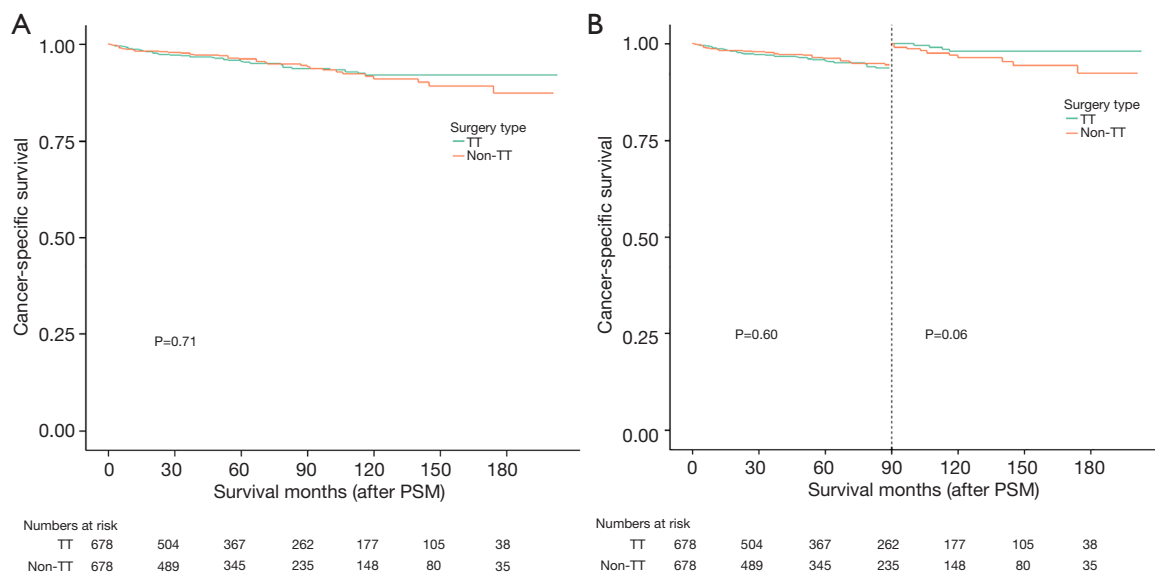 A
Cancer-specific survival
1.00
0.75
0.50
0.25
0.00
Surgery type
TT
Non-TT
P=0.71
0 30 60 90 120 150 180
Survival months (after PSM)
Numbers at risk
TT 678 504 367 262 177 105 38
Non-TT 678 489 345 235 148 80 35
B
Cancer-specific survival
1.00
0.75
0.50
0.25
0.00
Surgery type
TT
Non-TT
P=0.60 P=0.06
0 30 60 90 120 150 180
Survival months (after PSM)
Numbers at risk
TT 678 504 367 262 177 105 38
Non-TT 678 489 345 235 148 80 35